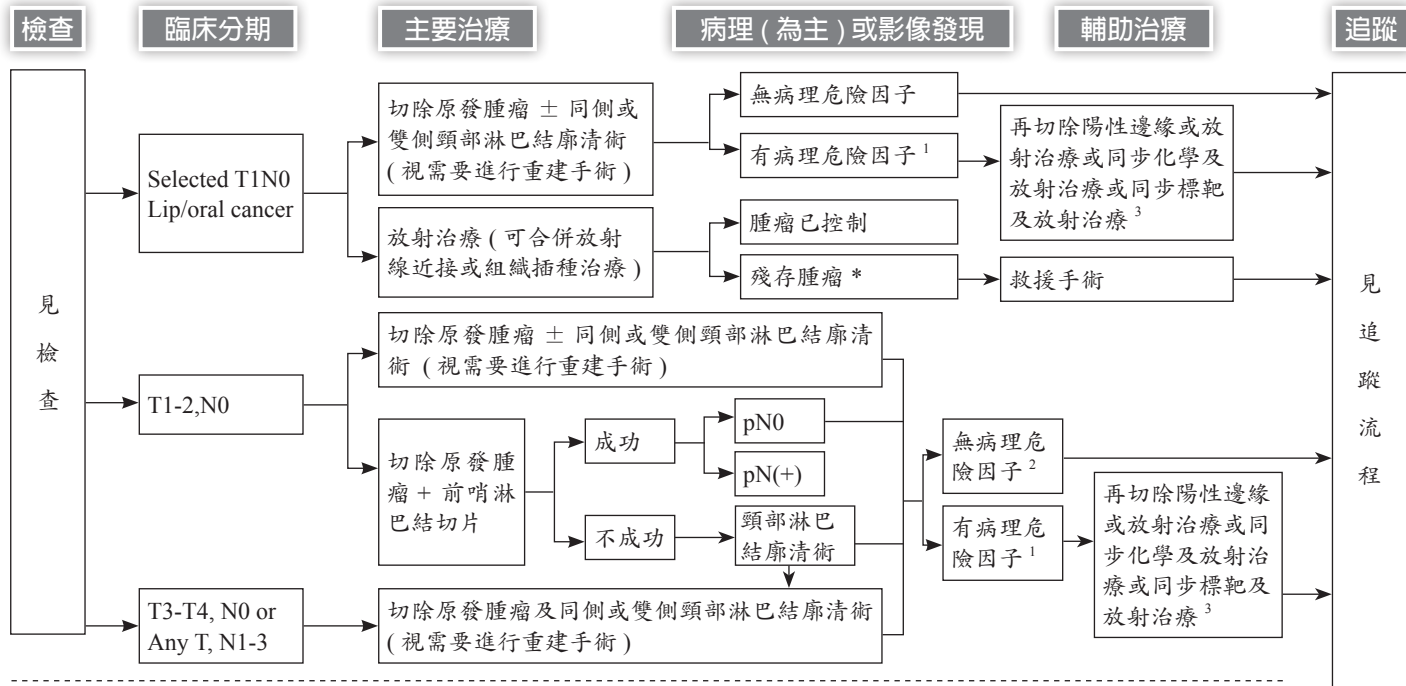 檢查
臨床分期
主要治療
病理(為主)或影像發現
輔助治療
追蹤
見
檢
查
Selected T1N0
Lip/oral cancer
切除原發腫瘤 ± 同側或
雙側頸部淋巴結廓清術
(視需要進行重建手術)
無病理危險因子
有病理危險因子 1
再切除陽性邊緣或放
射治療或同步化學及
放射治療或同步標靶
及放射治療 3
放射治療(可合併放射
線近接或組織插種治療)
腫瘤已控制
殘存腫瘤 *
救援手術
T1-2,N0
切除原發腫瘤 ± 同側或雙側頸部淋巴結廓清
術 (視需要進行重建手術)
切除原發腫
瘤 + 前哨淋
巴結切片
成功
pN0
pN(+)
不成功
頸部淋巴
結廓清術
無病理危
險因子 2
有病理危
險因子 1
再切除陽性邊緣
或放射治療或同
步化學及放射治
療或同步標靶及
放射治療 3
T3-T4, N0 or
Any T, N1-3
切除原發腫瘤及同側或雙側頸部淋巴結廓清術
(視需要進行重建手術)
見
追
蹤
流
程